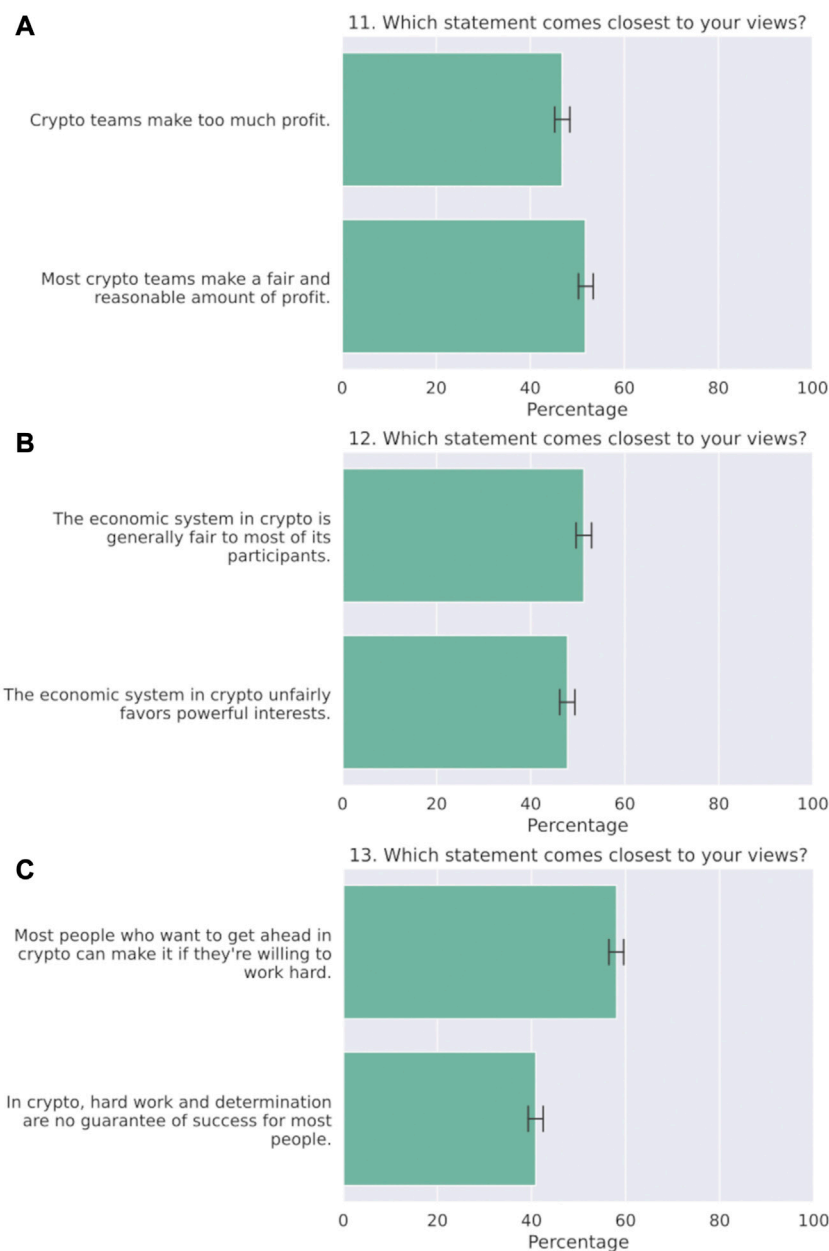 A
11. Which statement comes closest to your views?
Crypto teams make too much profit.
Most crypto teams make a fair and
reasonable amount of profit.
0 20 40 60 80 100
Percentage
B
12. Which statement comes closest to your views?
The economic system in crypto is
generally fair to most of its
participants.
The economic system in crypto unfairly
favors powerful interests.
0 20 40 60 80 100
Percentage
C
13. Which statement comes closest to your views?
Most people who want to get ahead in
crypto can make it if they're willing to
work hard.
In crypto, hard work and determination
are no guarantee of success for most
people.
0 20 40 60 80 100
Percentage